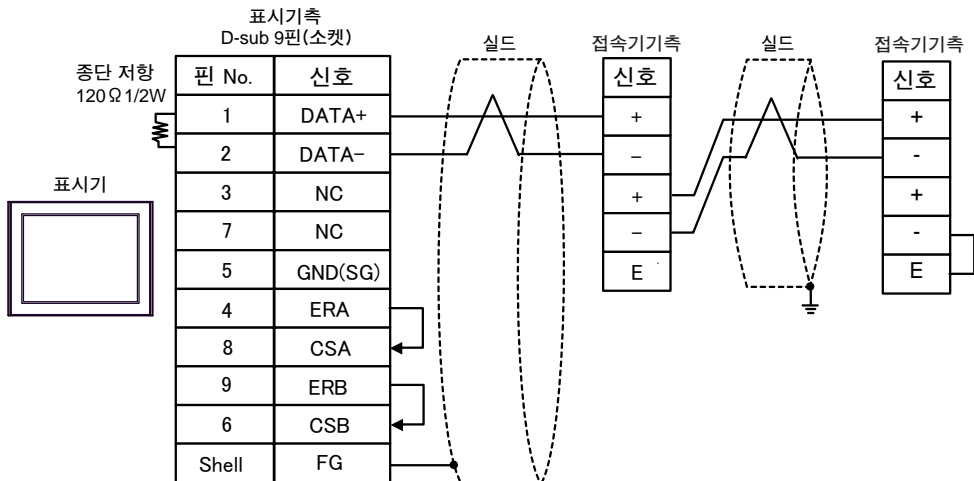 표시기측
D-sub 9핀(소켓)
종단 저항
120Ω1/2W
표시기
핀 No. 신호
1 DATA+
2 DATA-
3 NC
7 NC
5 GND(SG)
4 ERA
8 CSA
9 ERB
6 CSB
Shell FG
실드
접속기기측
신호
+
-
+
-
E
실드
접속기기측
신호
+
-
+
-
E